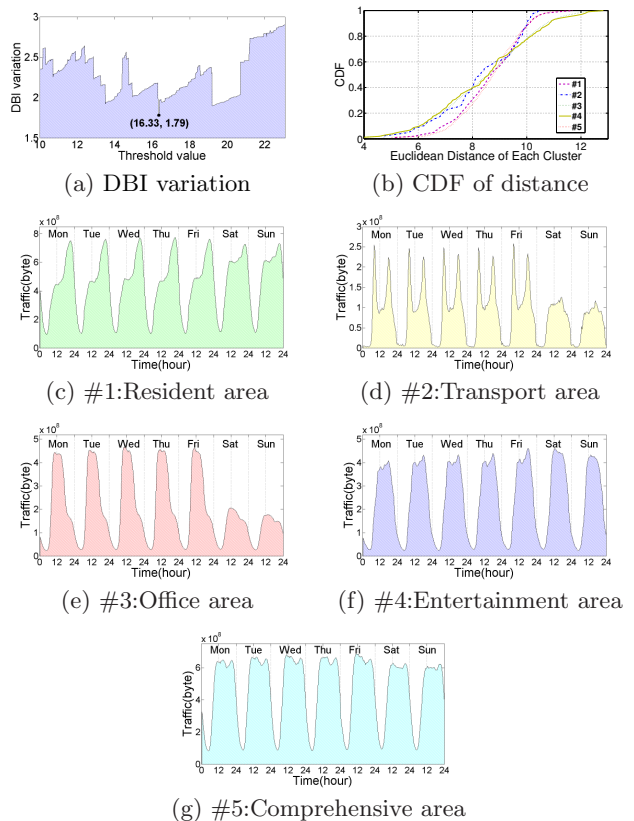 3
2.5
2
1.5
DBI variation
(16.33, 1.79)
10 12 14 16 18 20 22
Threshold value
(a) DBI variation
1
0.8
0.6
0.4
0.2
0
CDF
#1
#2
#3
#4
#5
4 6 8 10 12
Euclidean Distance of Each Cluster
(b) CDF of distance
x 10^8
Mon Tue Wed Thu Fri Sat Sun
8
6
4
2
0
Traffic(byte)
0 12 24 12 24 12 24 12 24 12 24 12 24 12 24
Time(hour)
(c) #1:Resident area
x 10^8
3
2.5
2
1.5
1
0.5
0
Traffic(byte)
Mon Tue Wed Thu Fri Sat Sun
0 12 24 12 24 12 24 12 24 12 24 12 24 12 24
Time(hour)
(d) #2:Transport area
x 10^8
5
4
3
2
1
0
Traffic(byte)
Mon Tue Wed Thu Fri Sat Sun
0 12 24 12 24 12 24 12 24 12 24 12 24 12 24
Time(hour)
(e) #3:Office area
x 10^8
5
4
3
2
1
0
Traffic(byte)
Mon Tue Wed Thu Fri Sat Sun
0 12 24 12 24 12 24 12 24 12 24 12 24 12 24
Time(hour)
(f) #4:Entertainment area
x 10^8
6
4
2
0
Traffic(byte)
Mon Tue Wed Thu Fri Sat Sun
0 12 24 12 24 12 24 12 24 12 24 12 24 12 24
Time(hour)
(g) #5:Comprehensive area